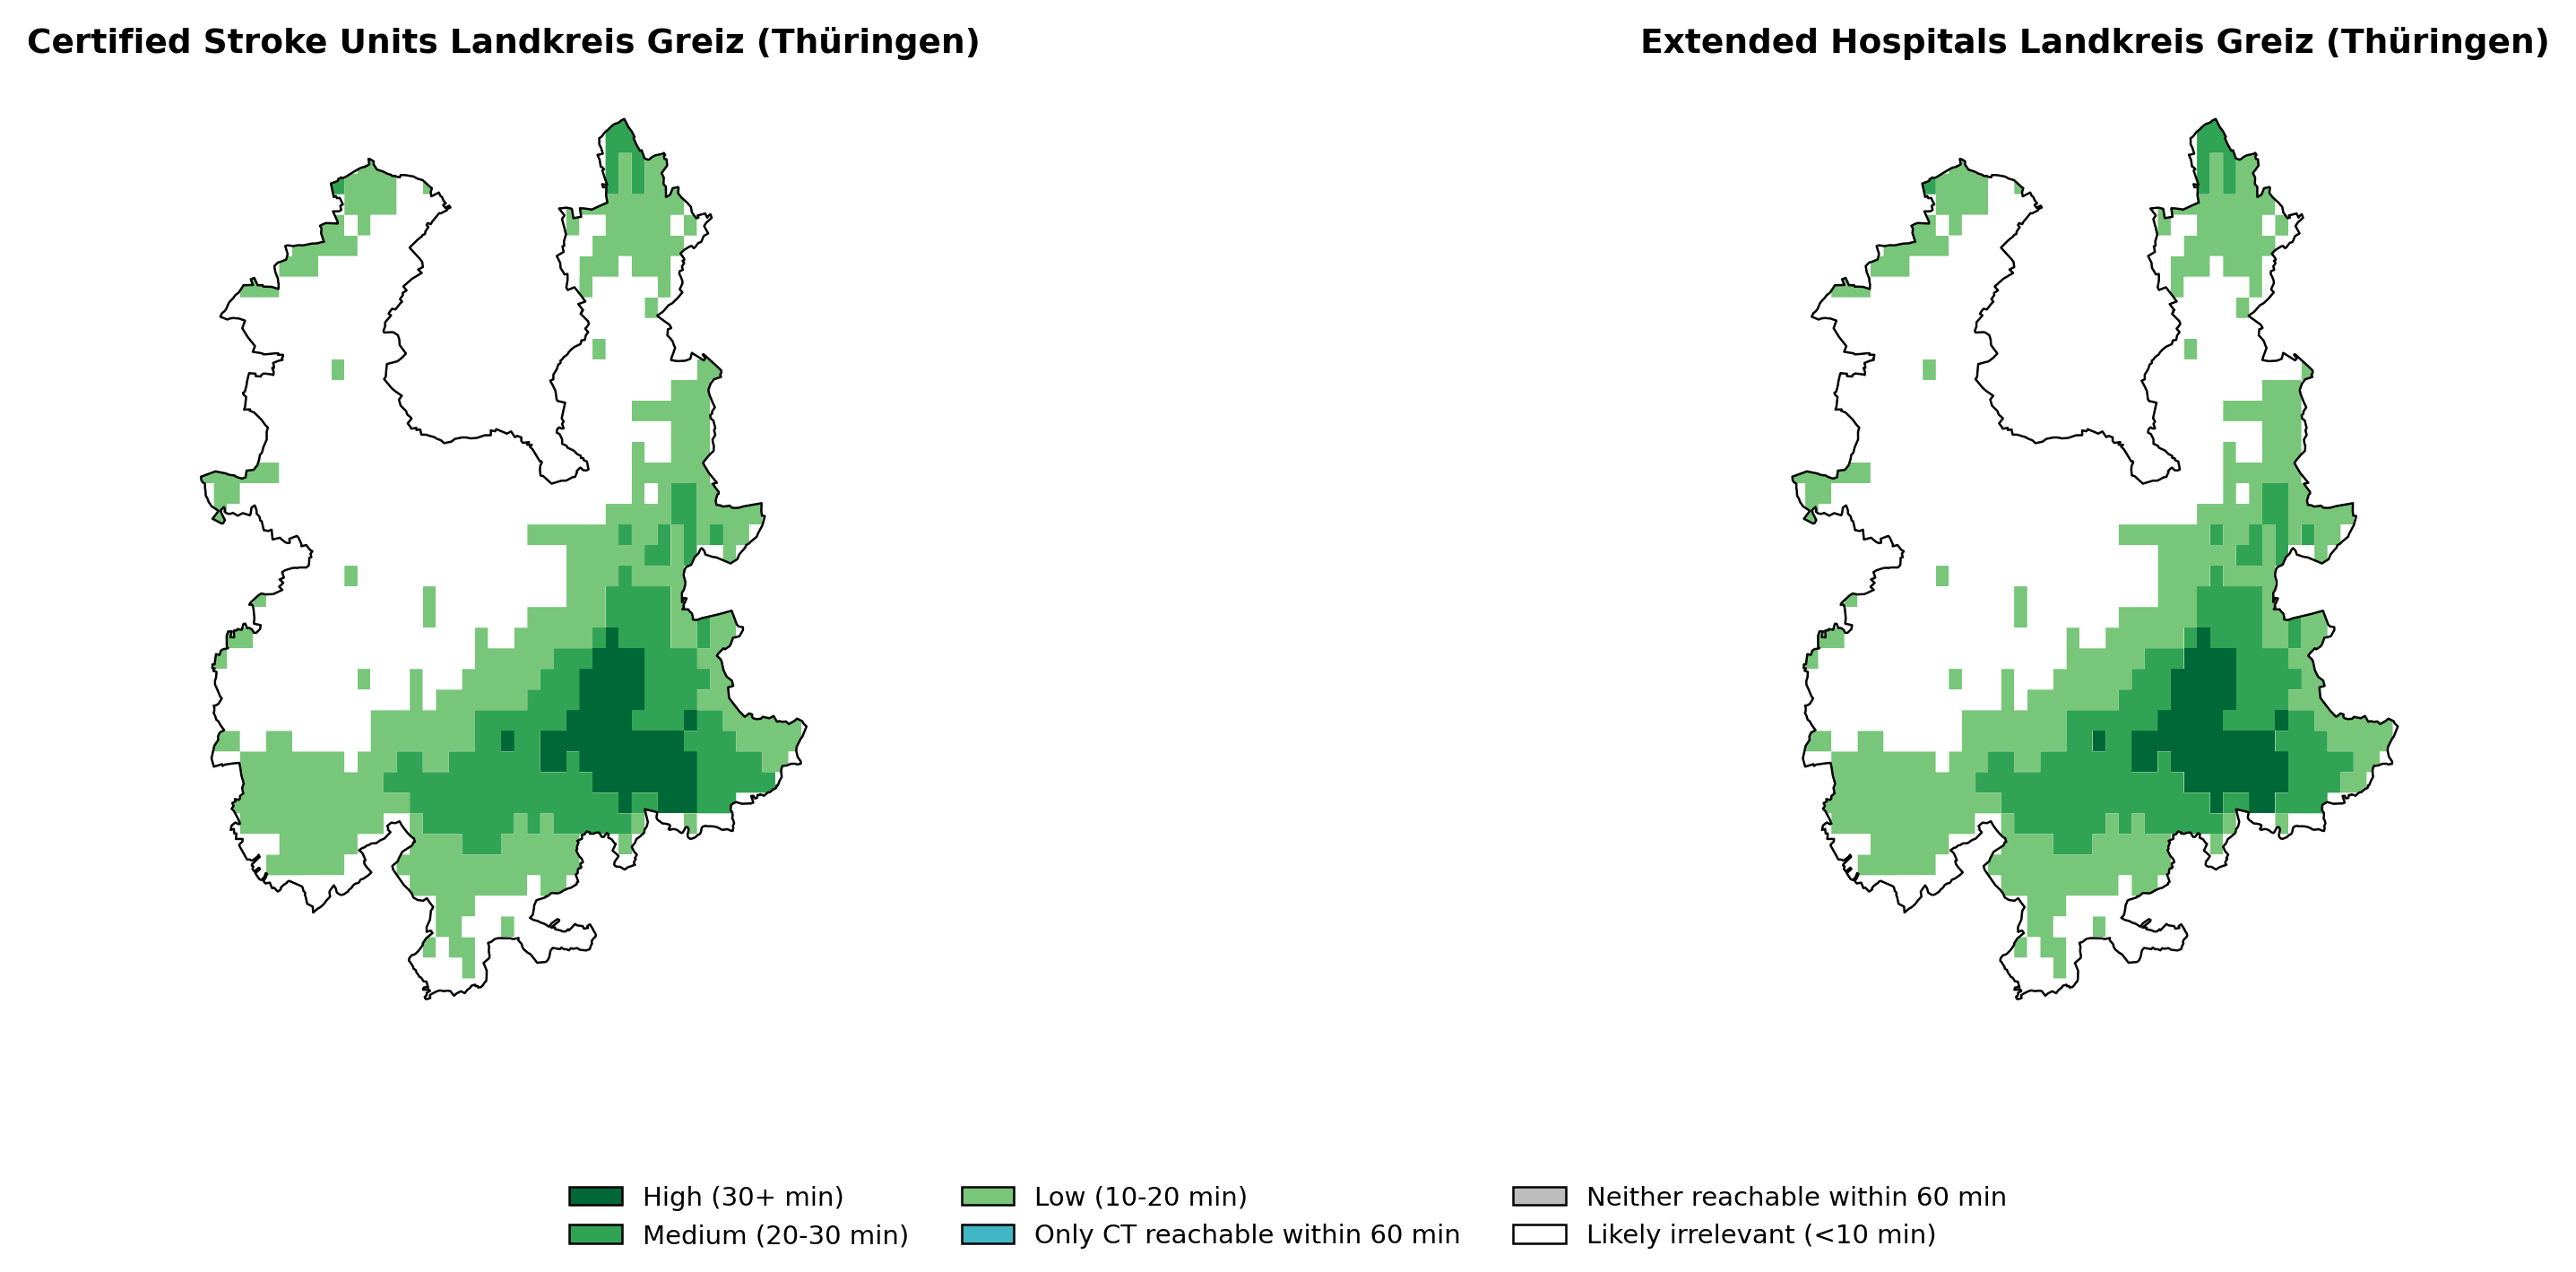 Certified Stroke Units Landkreis Greiz (Thüringen)
Extended Hospitals Landkreis Greiz (Thüringen)
High (30+ min)
Medium (20-30 min)
Low (10-20 min)
Only CT reachable within 60 min
Neither reachable within 60 min
Likely irrelevant (<10 min)